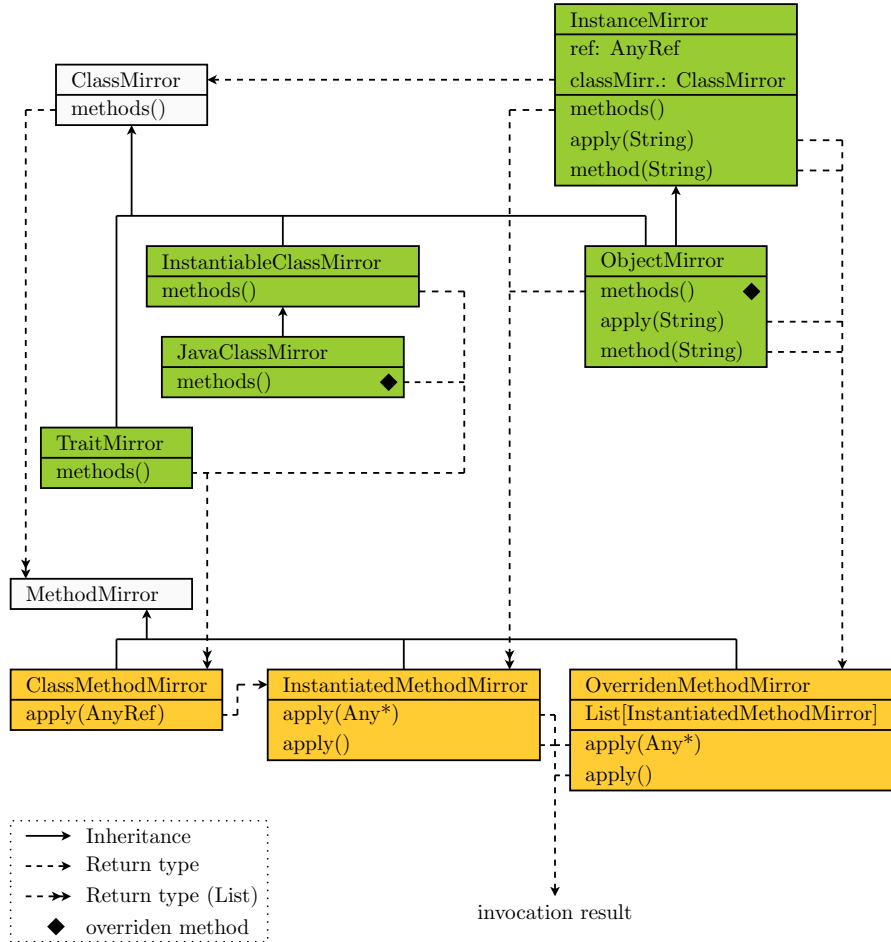 InstanceMirror
ref: AnyRef
classMirr.: ClassMirror
methods()
apply(String)
method(String)
ClassMirror
methods()
InstantiableClassMirror
methods()
ObjectMirror
methods()
apply(String)
method(String)
JavaClassMirror
methods()
TraitMirror
methods()
MethodMirror
ClassMethodMirror
apply(AnyRef)
InstantiatedMethodMirror
apply(Any*)
apply()
OverridenMethodMirror
List[InstantiatedMethodMirror]
apply(Any*)
apply()
Inheritance
Return type
Return type (List)
overriden method
invocation result